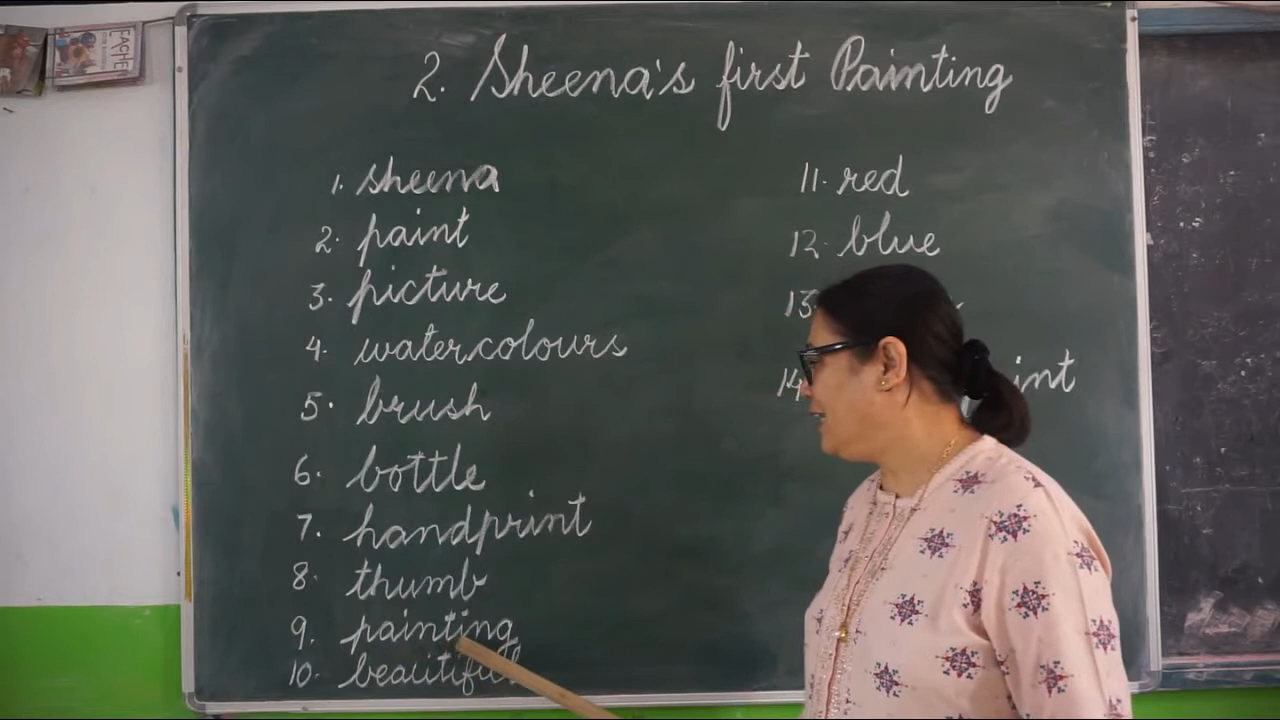 2. Sheena's first Painting
1. sheena
2. paint
3. picture
4. watercolours
5. brush
6. bottle
7. handprint
8. thumb
9. painting
10. beautiful
11. red
12. blue
13.
14.